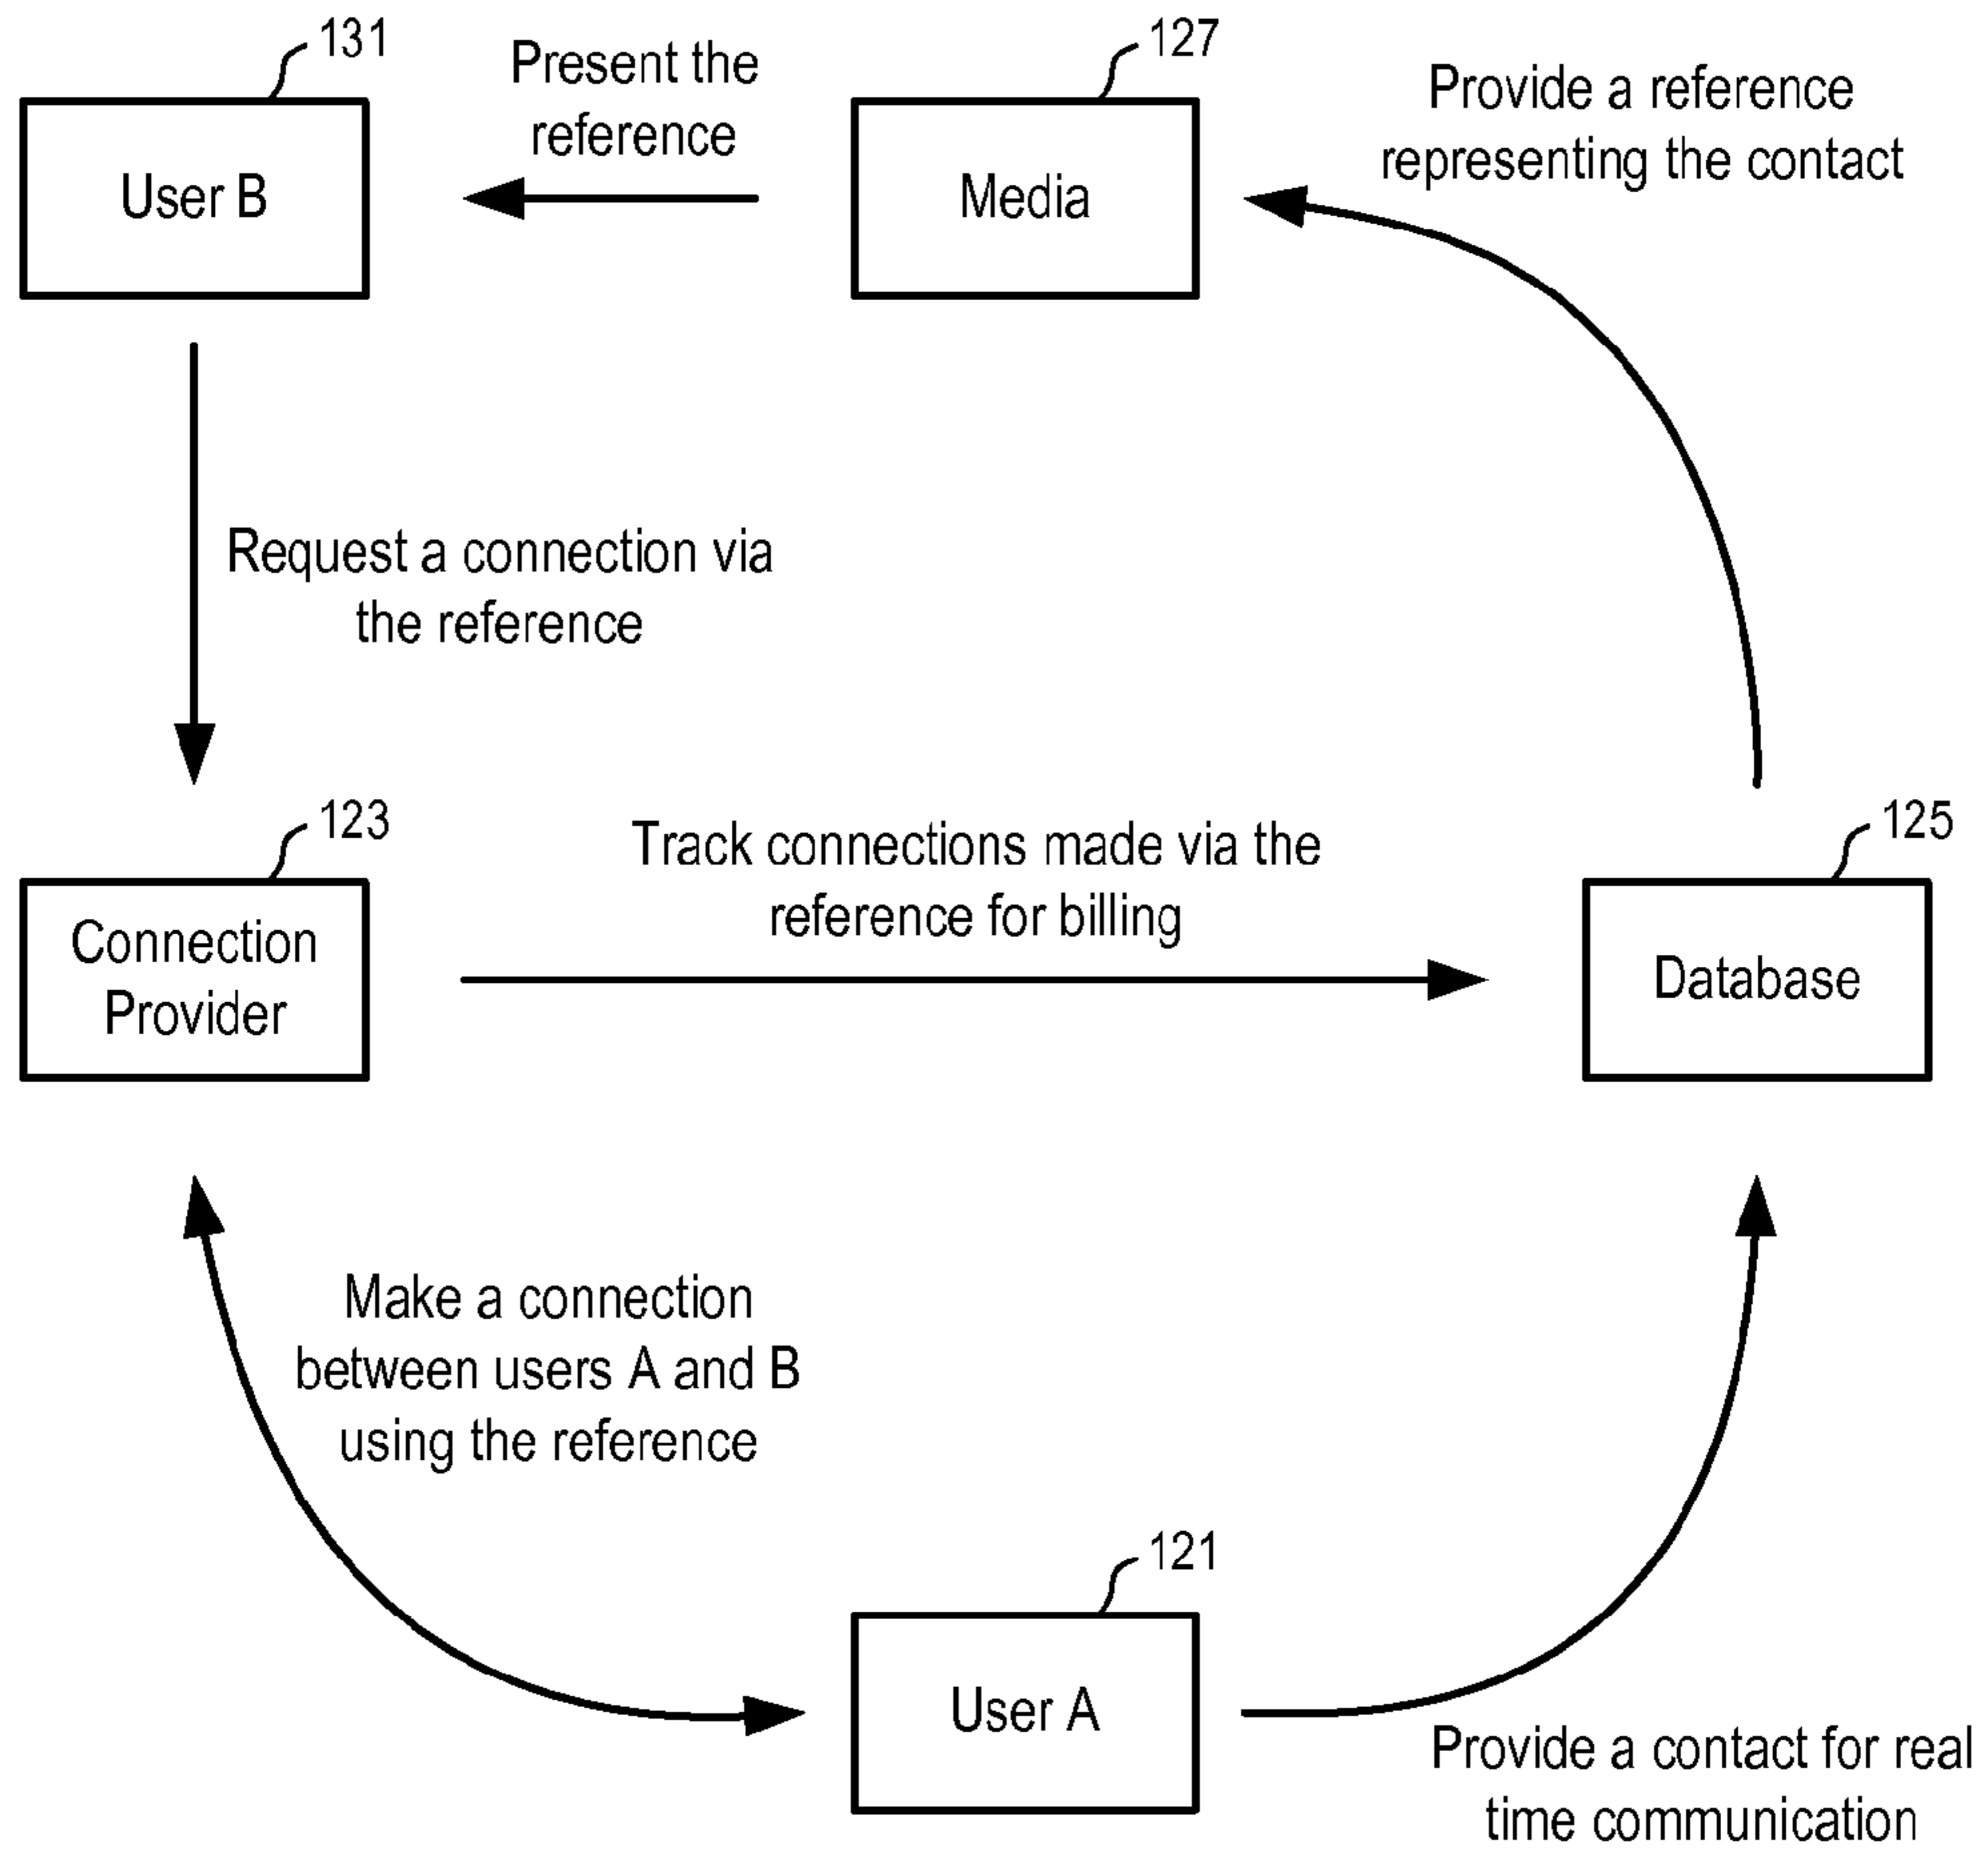 131
Present the
reference
127
Provide a reference
representing the contact
User B
Media
Request a connection via
the reference
123
Track connections made via the
reference for billing
125
Connection
Provider
Database
Make a connection
between users A and B
using the reference
121
User A
Provide a contact for real
time communication